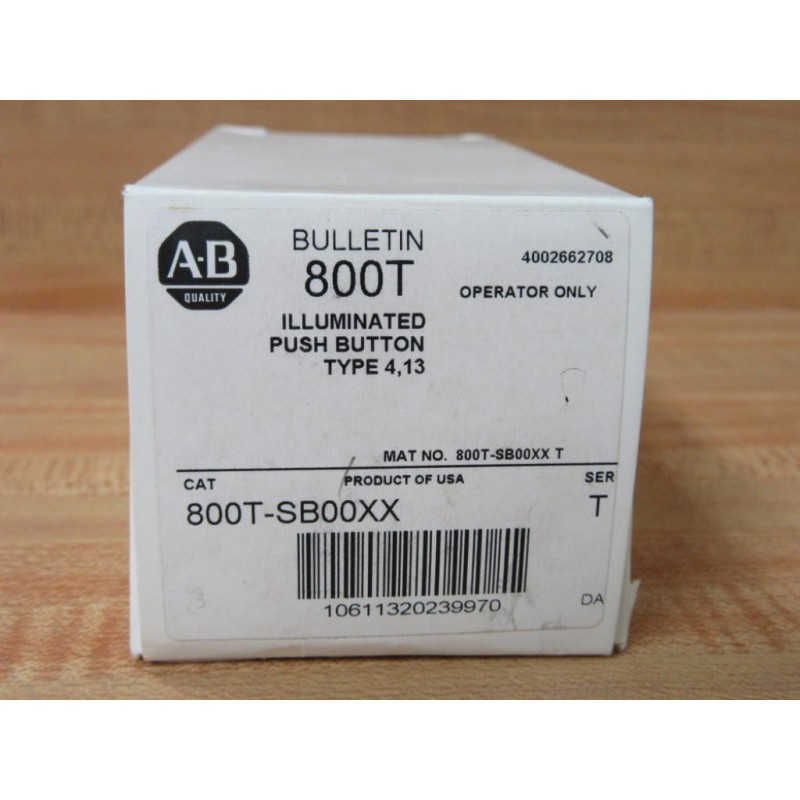 A-B
QUALITY
BULLETIN
800T
ILLUMINATED
PUSH BUTTON
TYPE 4,13
4002662708
OPERATOR ONLY
MAT NO. 800T-SB00XX T
CAT
PRODUCT OF USA
SER
800T-SB00XX
T
10611320239970
DA